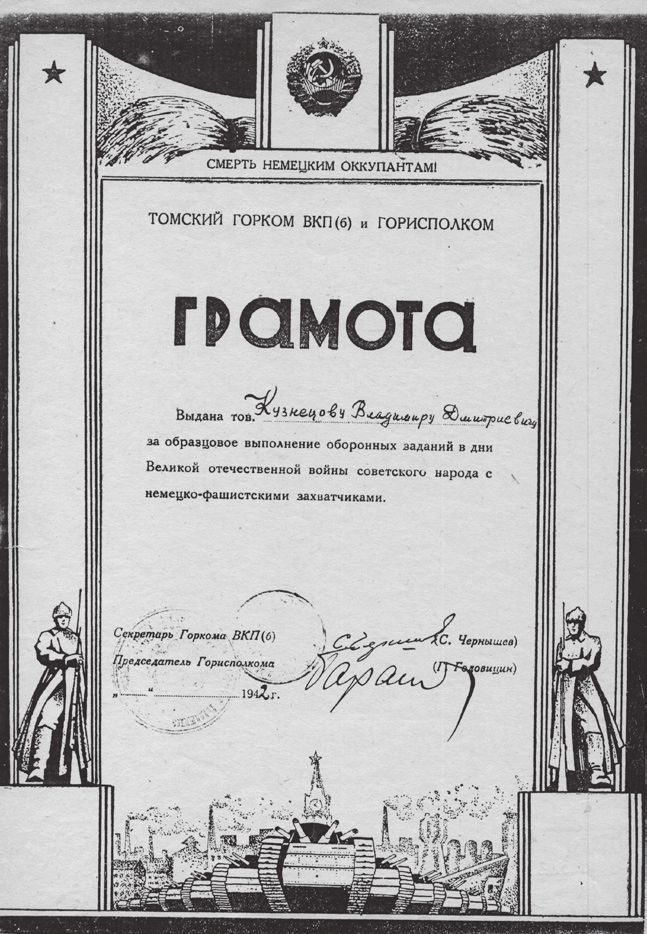 СМЕРТЬ НЕМЕЦКИМ ОККУПАНТАМ!
ТОМСКИЙ ГОРКОМ ВКП(б) и ГОРИСПОЛКОМ
ГРАМОТА
Выдана тов. Кузнецову Владимиру Дмитриевичу
за образцовое выполнение оборонных заданий в дни
Великой отечественной войны советского народа с
немецко-фашистскими захватчиками.
Секретарь Горкома ВКП(б) (С. Чернышев)
Председатель Горисполкома (П. Годовицин)
„ " 1942 г.